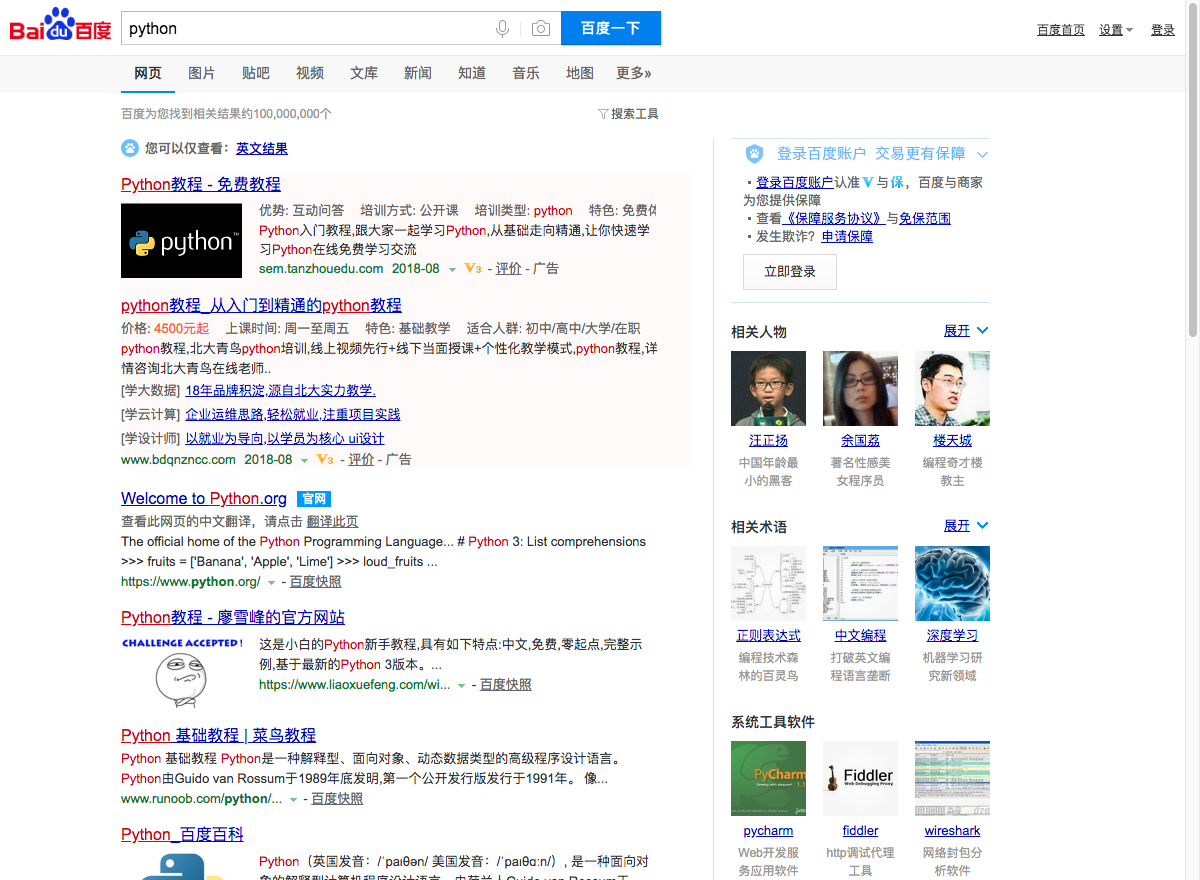 Bai du 百度
python
百度一下
百度首页 设置 登录
网页 图片 贴吧 视频 文库 新闻 知道 音乐 地图 更多»
百度为您找到相关结果约100,000,000个
搜索工具
您可以仅查看：英文结果
Python教程 - 免费教程
python™
优势: 互动问答 培训方式: 公开课 培训类型: python 特色: 免费体
Python入门教程,跟大家一起学习Python,从基础走向精通,让你快速学
习Python在线免费学习交流
sem.tanzhouedu.com 2018-08 V3 - 评价 - 广告
python教程_从入门到精通的python教程
价格: 4500元起 上课时间: 周一至周五 特色: 基础教学 适合人群: 初中/高中/大学/在职
python教程,北大青鸟python培训,线上视频先行+线下当面授课+个性化教学模式,python教程,详
情咨询北大青鸟在线老师..
[学大数据] 18年品牌积淀,源自北大实力教学.
[学云计算] 企业运维思路,轻松就业,注重项目实践
[学设计师] 以就业为导向,以学员为核心 ui设计
www.bdqnzncc.com 2018-08 V3 - 评价 - 广告
Welcome to Python.org 官网
查看此网页的中文翻译，请点击 翻译此页
The official home of the Python Programming Language... # Python 3: List comprehensions
>>> fruits = ['Banana', 'Apple', 'Lime'] >>> loud_fruits ...
https://www.python.org/ - 百度快照
Python教程 - 廖雪峰的官方网站
CHALLENGE ACCEPTED!
这是小白的Python新手教程,具有如下特点:中文,免费,零起点,完整示
例,基于最新的Python 3版本。...
https://www.liaoxuefeng.com/wi... - 百度快照
Python 基础教程 | 菜鸟教程
Python 基础教程 Python是一种解释型、面向对象、动态数据类型的高级程序设计语言。
Python由Guido van Rossum于1989年底发明,第一个公开发行版发行于1991年。 像...
www.runoob.com/python/... - 百度快照
Python_百度百科
Python（英国发音：/ˈpaɪθən/ 美国发音：/ˈpaɪθɑːn/）, 是一种面向对
象的解释型计算机程序设计语言，由荷兰人Guido van Rossum于
登录百度账户 交易更有保障
·登录百度账户认准V与保，百度与商家
为您提供保障
·查看《保障服务协议》与免保范围
·发生欺诈？申请保障
立即登录
相关人物 展开
汪正扬 余国荔 楼天城
中国年龄最 著名性感美 编程奇才楼
小的黑客 女程序员 教主
相关术语 展开
正则表达式 中文编程 深度学习
编程技术森 打破英文编 机器学习研
林的百灵鸟 程语言垄断 究新领域
系统工具软件
PyCharm
Fiddler
Web Debugging Proxy
pycharm fiddler wireshark
Web开发服 http调试代理 网络封包分
务应用软件 工具 析软件